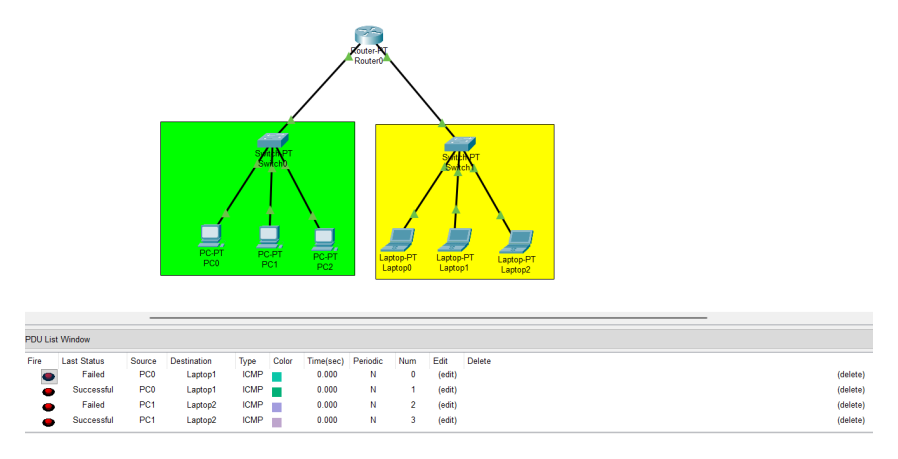 Router-PT
Router0
Switch-PT
Switch0
Switch-PT
Switch1
PC-PT
PC0
PC-PT
PC1
PC-PT
PC2
Laptop-PT
Laptop0
Laptop-PT
Laptop1
Laptop-PT
Laptop2
PDU List Window
Fire Last Status Source Destination Type Color Time(sec) Periodic Num Edit Delete
Failed PC0 Laptop1 ICMP 0.000 N 0 (edit) (delete)
Successful PC0 Laptop1 ICMP 0.000 N 1 (edit) (delete)
Failed PC1 Laptop2 ICMP 0.000 N 2 (edit) (delete)
Successful PC1 Laptop2 ICMP 0.000 N 3 (edit) (delete)